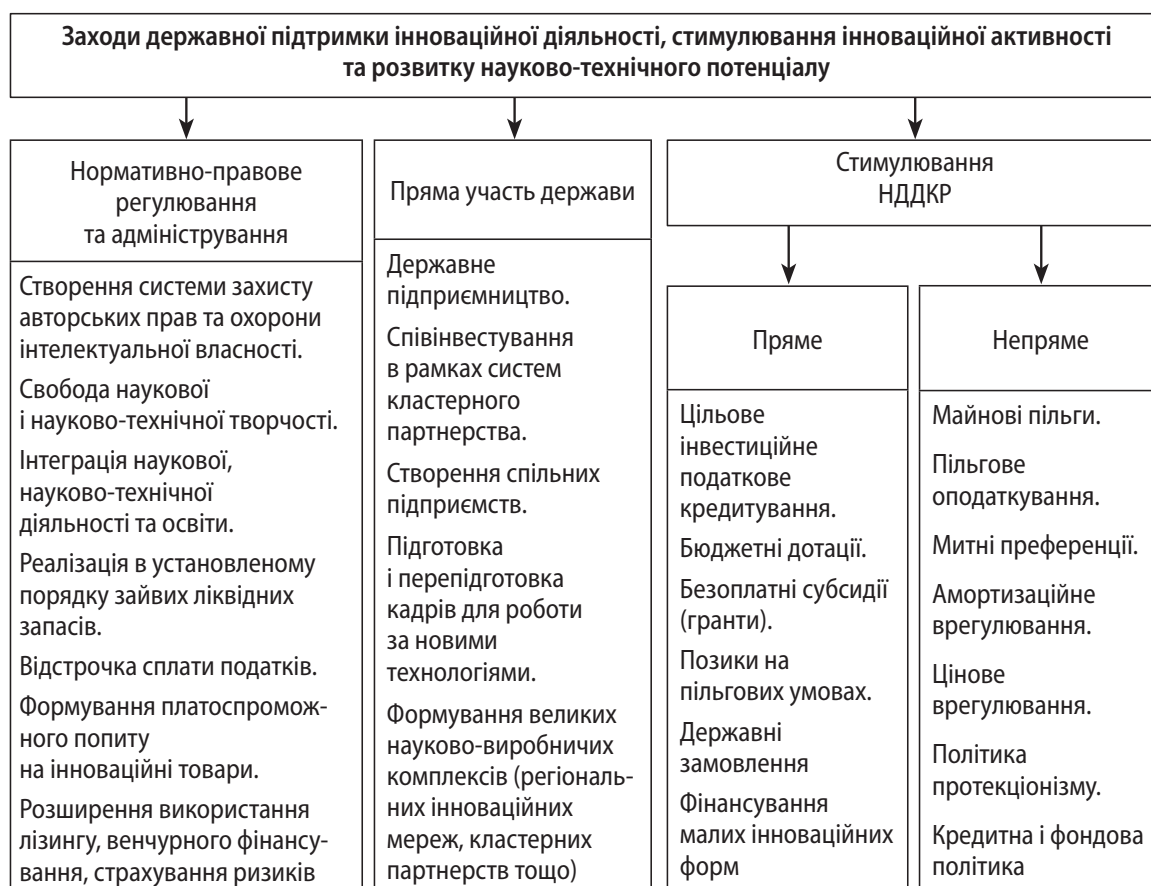 Заходи державної підтримки інноваційної діяльності, стимулювання інноваційної активності
та розвитку науково-технічного потенціалу
Нормативно-правове
регулювання
та адміністрування
Створення системи захисту
авторських прав та охорони
інтелектуальної власності.
Свобода наукової
і науково-технічної творчості.
Інтеграція наукової,
науково-технічної
діяльності та освіти.
Реалізація в установленому
порядку зайвих ліквідних
запасів.
Відстрочка сплати податків.
Формування платоспромож-
ного попиту
на інноваційні товари.
Розширення використання
лізингу, венчурного фінансу-
вання, страхування ризиків
Пряма участь держави
Державне
підприємництво.
Співінвестування
в рамках систем
кластерного
партнерства.
Створення спільних
підприємств.
Підготовка
і перепідготовка
кадрів для роботи
за новими
технологіями.
Формування великих
науково-виробничих
комплексів (регіональ-
них інноваційних
мереж, кластерних
партнерств тощо)
Стимулювання
НДДКР
Пряме
Цільове
інвестиційне
податкове
кредитування.
Бюджетні дотації.
Безоплатні субсидії
(гранти).
Позики на
пільгових умовах.
Державні
замовлення
Фінансування
малих інноваційних
форм
Непряме
Майнові пільги.
Пільгове
оподаткування.
Митні преференції.
Амортизаційне
врегулювання.
Цінове
врегулювання.
Політика
протекціонізму.
Кредитна і фондова
політика